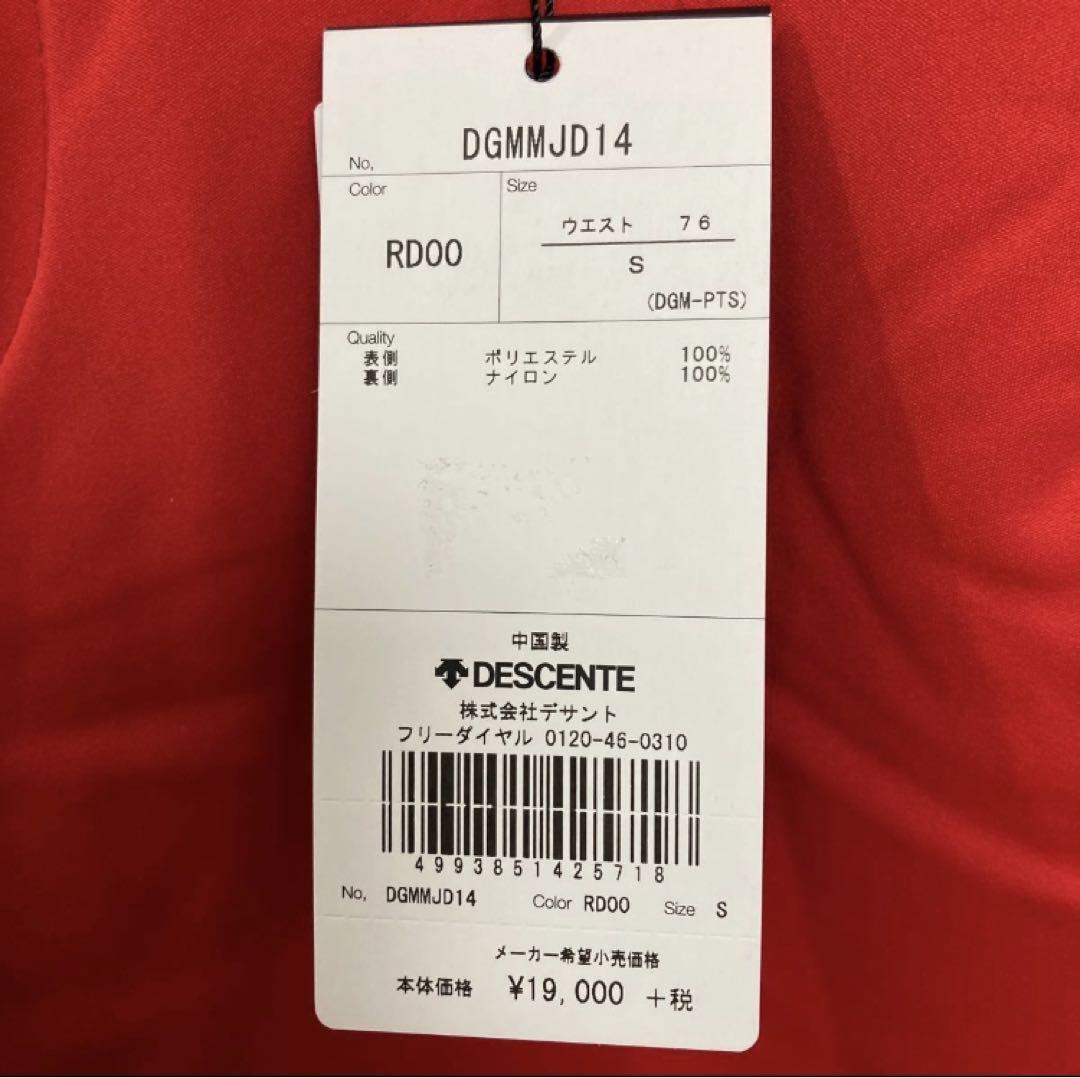 No, DGMMJD14
Color
Size
RD00
ウエスト 76
S
(DGM-PTS)
Quality
表側 ポリエステル 100%
裏側 ナイロン 100%
中国製
DESCENTE
株式会社デサント
フリーダイヤル 0120-46-0310
4993851425718
No, DGMMJD14 Color RD00 Size S
メーカー希望小売価格
本体価格 ¥19,000 +税